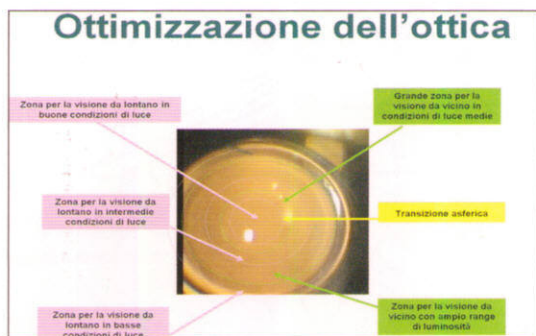 Ottimizzazione dell'ottica
Zona per la visione da lontano in
buone condizioni di luce
Grande zona per la
visione da vicino in
condizioni di luce medie
Zona per la visione da
lontano in intermedie
condizioni di luce
Transizione asferica
Zona per la visione da
lontano in basse
condizioni di luce
Zona per la visione da
vicino con ampio range
di luminosità